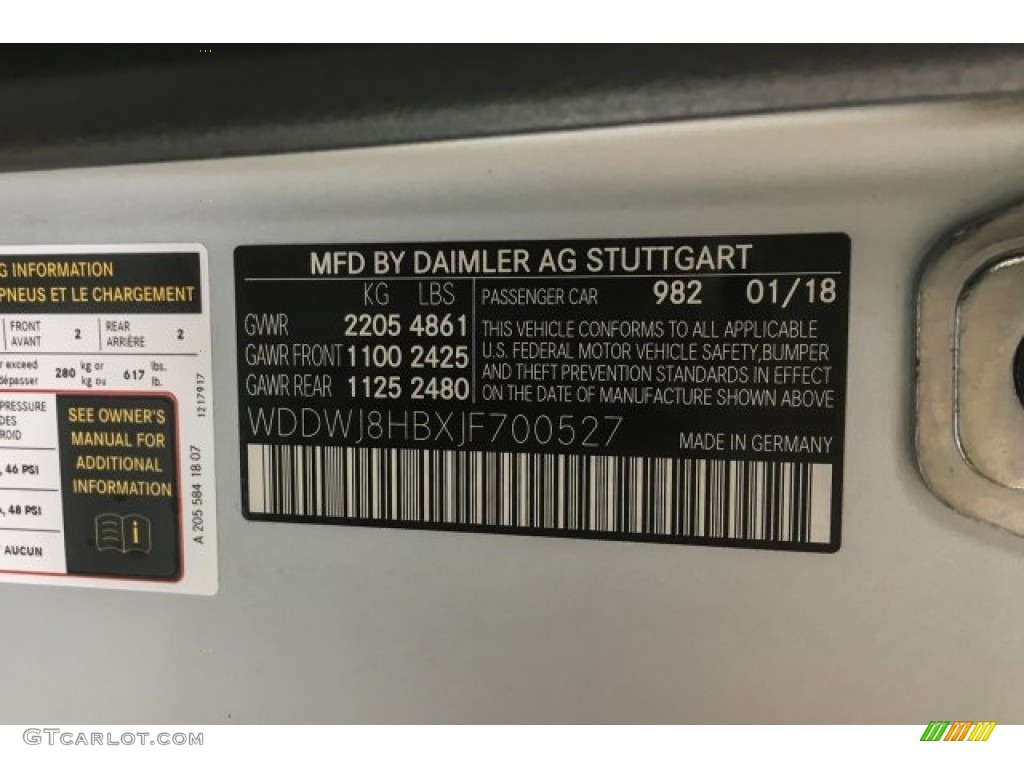 G INFORMATION
PNEUS ET LE CHARGEMENT
FRONT
AVANT
2
REAR
ARRIÈRE
2
exceed
dépasser
280
kg or
kg ou
617
lbs.
lb.
PRESSURE
DES
ROID
46 PSI
48 PSI
AUCUN
SEE OWNER'S
MANUAL FOR
ADDITIONAL
INFORMATION
A 205 584 18 07
1217917
MFD BY DAIMLER AG STUTTGART
KG LBS
GVWR 2205 4861
GAWR FRONT 1100 2425
GAWR REAR 1125 2480
PASSENGER CAR 982 01/18
THIS VEHICLE CONFORMS TO ALL APPLICABLE
U.S. FEDERAL MOTOR VEHICLE SAFETY,BUMPER
AND THEFT PREVENTION STANDARDS IN EFFECT
ON THE DATE OF MANUFACTURE SHOWN ABOVE
WDDWJ8HBXJF700527
MADE IN GERMANY
GTCarlot.com